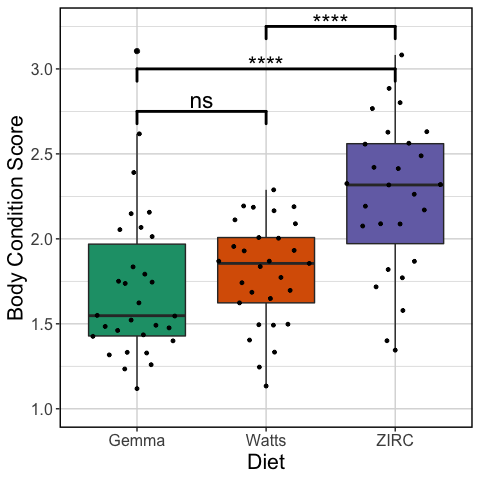 ****
****
ns
Body Condition Score
3.0
2.5
2.0
1.5
1.0
Gemma Watts ZIRC
Diet